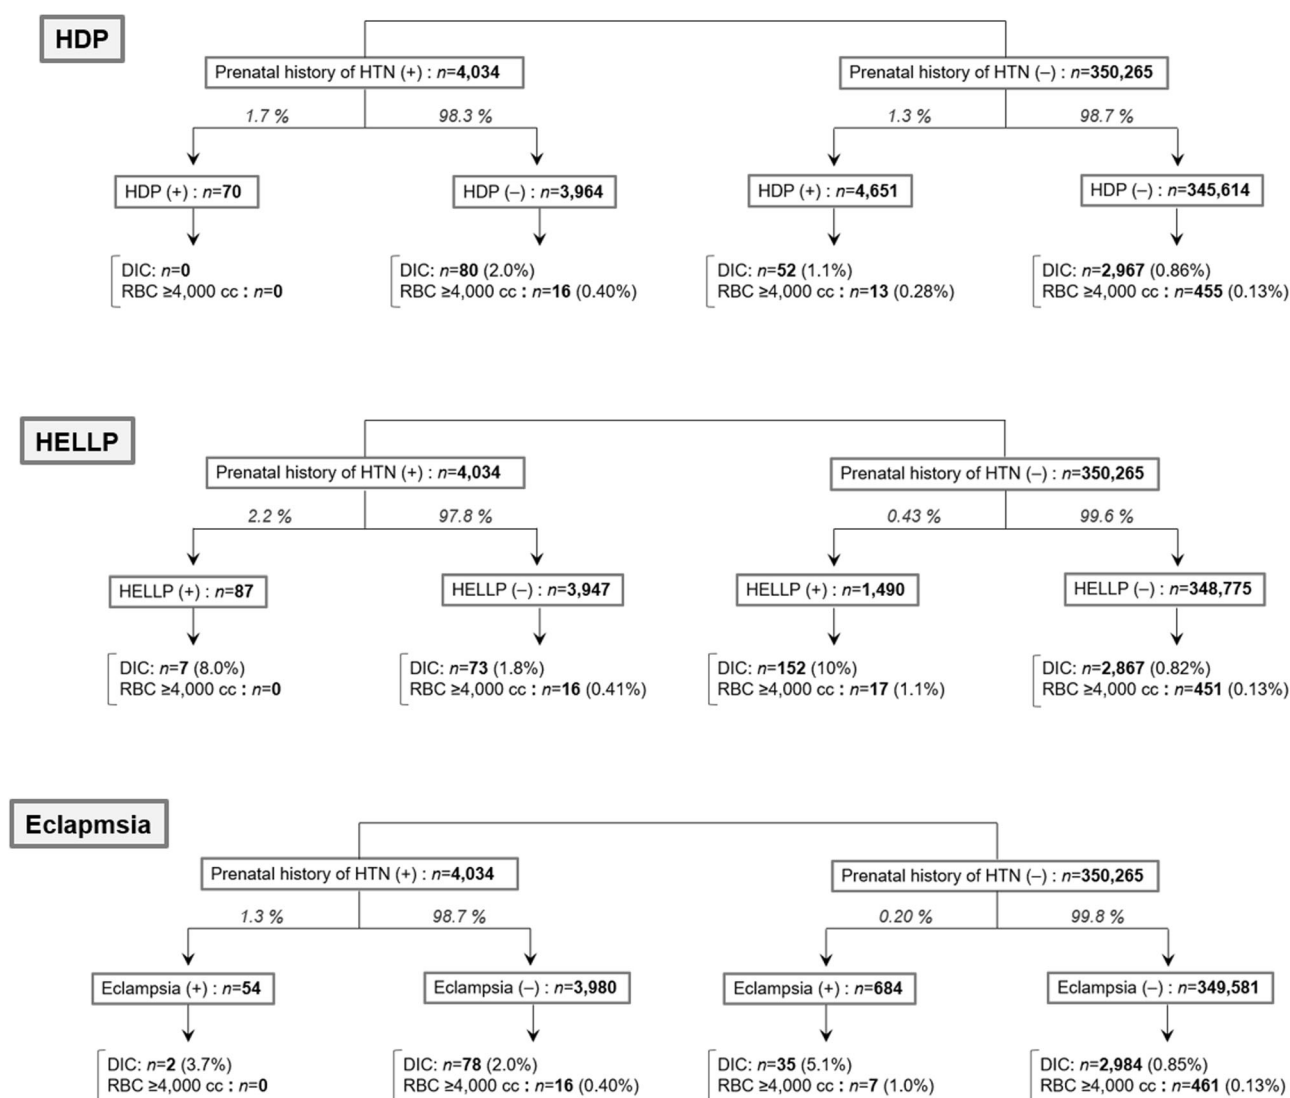 HDP
Prenatal history of HTN (+) : n=4,034
Prenatal history of HTN (–) : n=350,265
1.7 %
98.3 %
1.3 %
98.7 %
HDP (+) : n=70
HDP (–) : n=3,964
HDP (+) : n=4,651
HDP (–) : n=345,614
DIC: n=0
RBC ≥4,000 cc : n=0
DIC: n=80 (2.0%)
RBC ≥4,000 cc : n=16 (0.40%)
DIC: n=52 (1.1%)
RBC ≥4,000 cc : n=13 (0.28%)
DIC: n=2,967 (0.86%)
RBC ≥4,000 cc : n=455 (0.13%)
HELLP
Prenatal history of HTN (+) : n=4,034
Prenatal history of HTN (–) : n=350,265
2.2 %
97.8 %
0.43 %
99.6 %
HELLP (+) : n=87
HELLP (–) : n=3,947
HELLP (+) : n=1,490
HELLP (–) : n=348,775
DIC: n=7 (8.0%)
RBC ≥4,000 cc : n=0
DIC: n=73 (1.8%)
RBC ≥4,000 cc : n=16 (0.41%)
DIC: n=152 (10%)
RBC ≥4,000 cc : n=17 (1.1%)
DIC: n=2,867 (0.82%)
RBC ≥4,000 cc : n=451 (0.13%)
Eclapmsia
Prenatal history of HTN (+) : n=4,034
Prenatal history of HTN (–) : n=350,265
1.3 %
98.7 %
0.20 %
99.8 %
Eclampsia (+) : n=54
Eclampsia (–) : n=3,980
Eclampsia (+) : n=684
Eclampsia (–) : n=349,581
DIC: n=2 (3.7%)
RBC ≥4,000 cc : n=0
DIC: n=78 (2.0%)
RBC ≥4,000 cc : n=16 (0.40%)
DIC: n=35 (5.1%)
RBC ≥4,000 cc : n=7 (1.0%)
DIC: n=2,984 (0.85%)
RBC ≥4,000 cc : n=461 (0.13%)